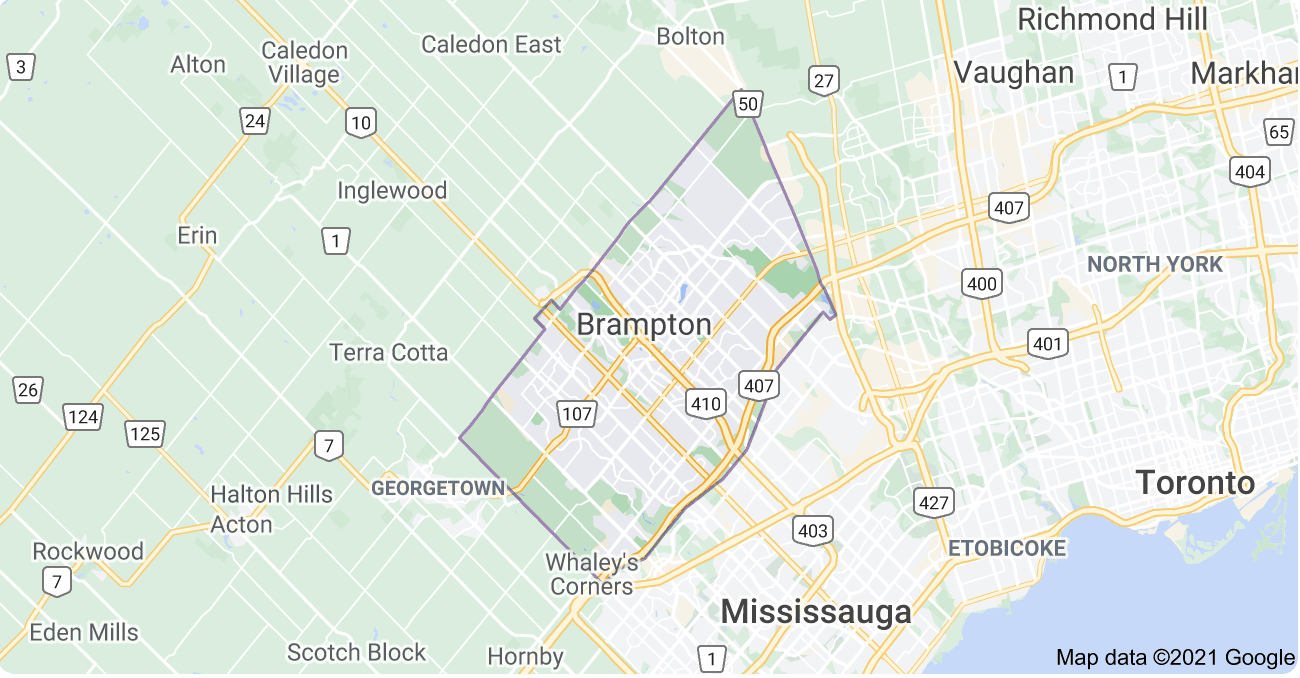 Richmond Hill
Caledon East
Bolton
Caledon
Village
Alton
3
27
Vaughan
1
Markhar
50
24
10
65
404
Inglewood
407
Erin
1
NORTH YORK
400
Brampton
401
Terra Cotta
26
407
410
124
107
125
7
GEORGETOWN
Toronto
Halton Hills
427
Acton
403
Rockwood
ETOBICOKE
Whaley's
Corners
7
Mississauga
Eden Mills
Scotch Block
Hornby
1
Map data ©2021 Google